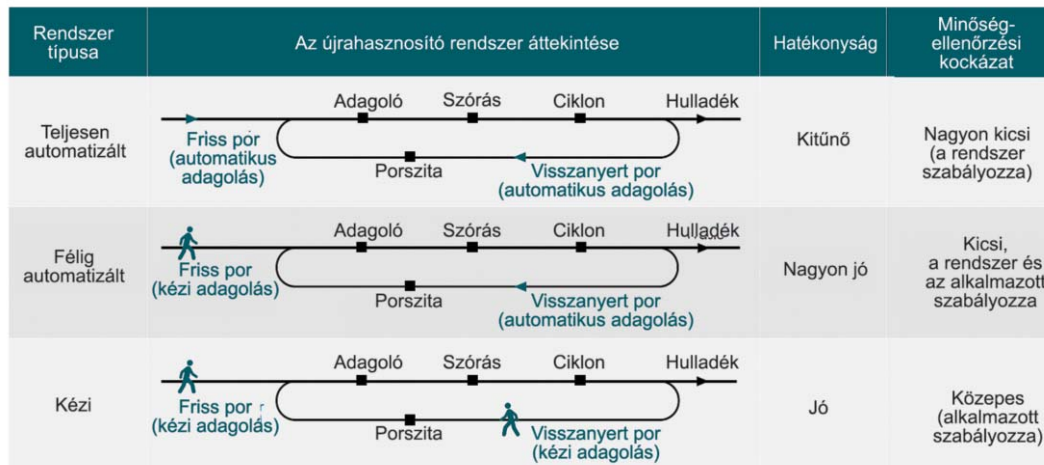 Rendszer
típusa
Az újrahasznosító rendszer áttekintése
Hatékonyság
Minőség-
ellenőrzési
kockázat
Teljesen
automatizált
Adagoló
Szórás
Ciklon
Hulladék
Friss por
(automatikus
adagolás)
Porszita
Visszanyert por
(automatikus adagolás)
Kitűnő
Nagyon kicsi
(a rendszer
szabályozza)
Félig
automatizált
Adagoló
Szórás
Ciklon
Hulladék
Friss por
(kézi adagolás)
Porszita
Visszanyert por
(automatikus adagolás)
Nagyon jó
Kicsi,
a rendszer és
az alkalmazott
szabályozza
Kézi
Adagoló
Szórás
Ciklon
Hulladék
Friss por
(kézi adagolás)
Porszita
Visszanyert por
(kézi adagolás)
Jó
Közepes
(alkalmazott
szabályozza)